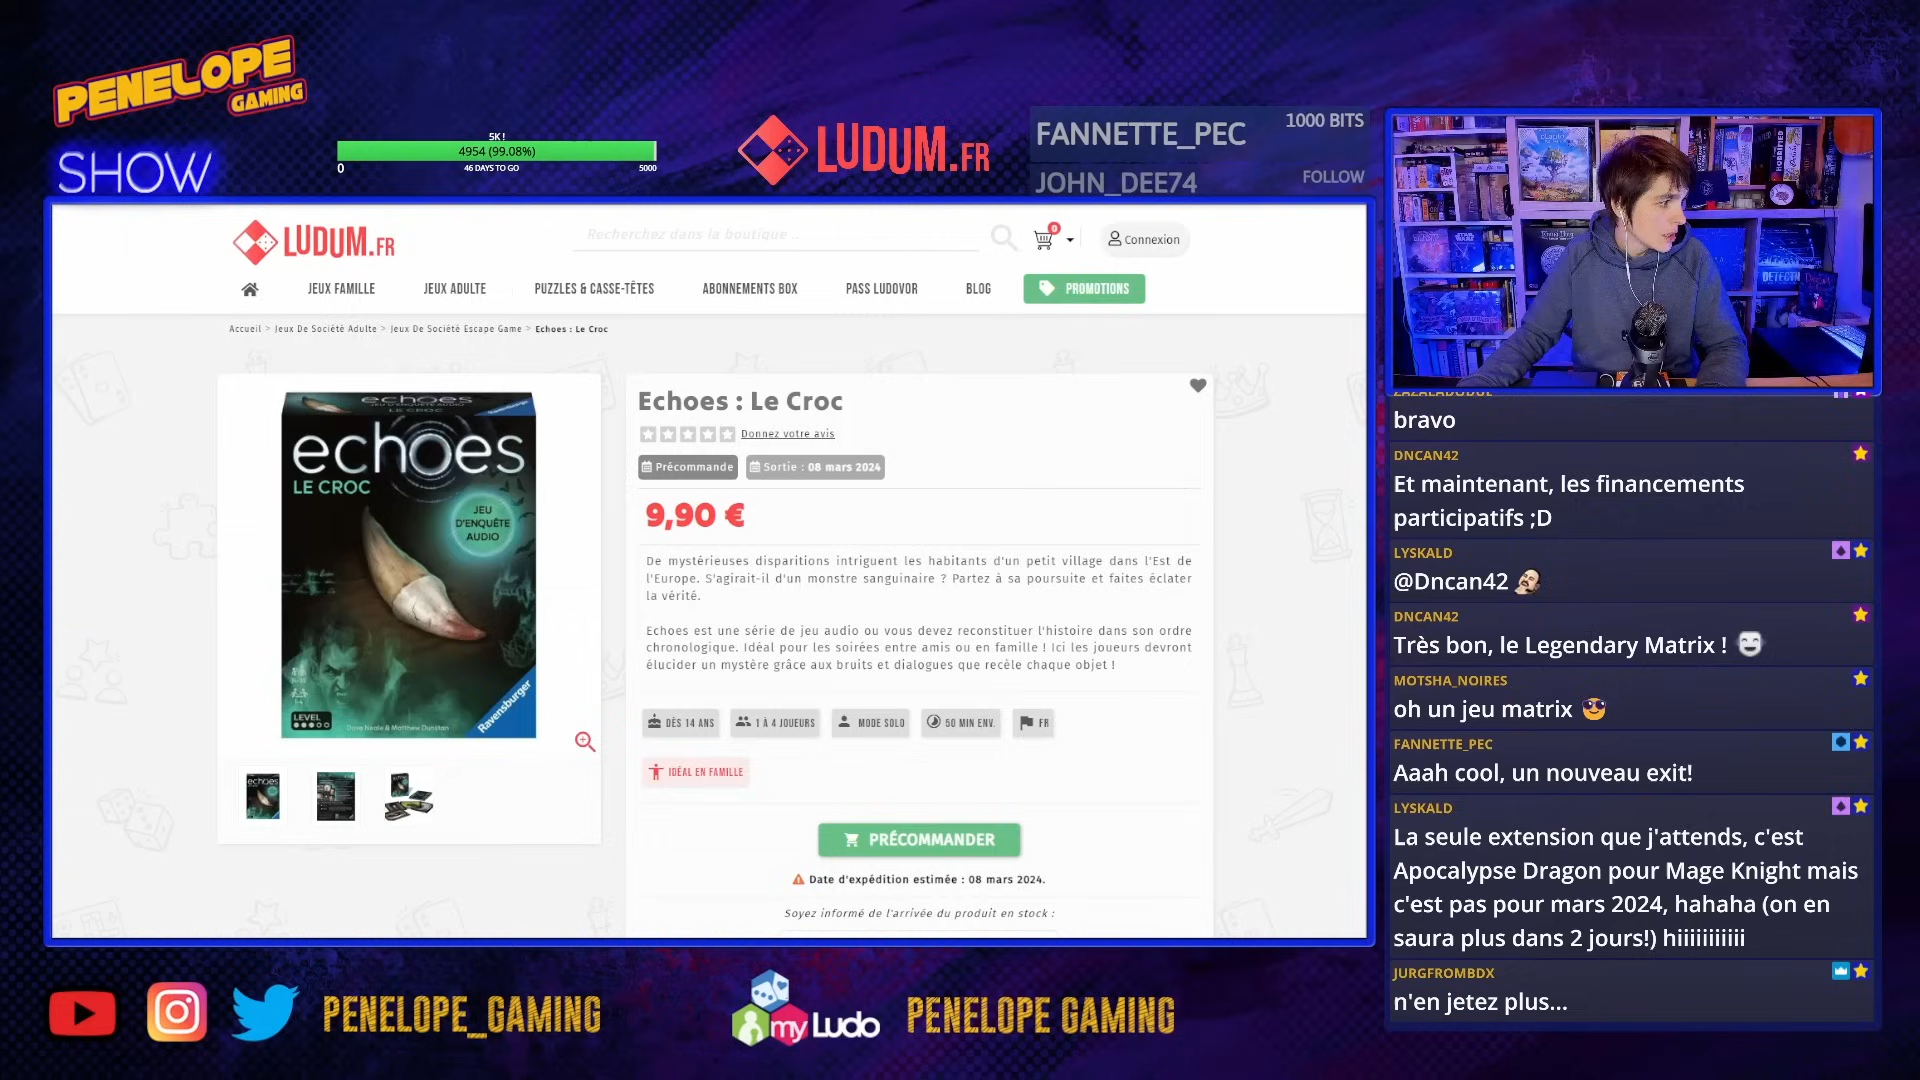 PENELOPE
GAMING
SHOW
5K!
4954 (99.08%)
0
46 DAYS TO GO
5000
LUDUM.FR
FANNETTE_PEC
1000 BITS
JOHN_DEE74
FOLLOW
LUDUM.FR
Recherchez dans la boutique ..
0
Connexion
JEUX FAMILLE
JEUX ADULTE
PUZZLES & CASSE-TÊTES
ABONNEMENTS BOX
PASS LUDOVOR
BLOG
PROMOTIONS
Accueil > Jeux De Société Adulte > Jeux De Société Escape Game > Echoes : Le Croc
echoes
JEU D'ENQUÊTE AUDIO
LE CROC
echoes
LE CROC
JEU
D'ENQUÊTE
AUDIO
LEVEL
Dave Neale & Matthew Dunstan
Ravensburger
Echoes : Le Croc
Donnez votre avis
Précommande
Sortie : 08 mars 2024
9,90 €
De mystérieuses disparitions intriguent les habitants d'un petit village dans l'Est de
l'Europe. S'agirait-il d'un monstre sanguinaire ? Partez à sa poursuite et faites éclater
la vérité.
Echoes est une série de jeu audio ou vous devez reconstituer l'histoire dans son ordre
chronologique. Idéal pour les soirées entre amis ou en famille ! Ici les joueurs devront
élucider un mystère grâce aux bruits et dialogues que recèle chaque objet !
DÈS 14 ANS
1 À 4 JOUEURS
MODE SOLO
50 MIN ENV.
FR
IDÉAL EN FAMILLE
PRÉCOMMANDER
Date d'expédition estimée : 08 mars 2024.
Soyez informé de l'arrivée du produit en stock :
bravo
DNCAN42
Et maintenant, les financements
participatifs ;D
LYSKALD
@Dncan42
DNCAN42
Très bon, le Legendary Matrix !
MOTSHA_NOIRES
oh un jeu matrix
FANNETTE_PEC
Aaah cool, un nouveau exit!
LYSKALD
La seule extension que j'attends, c'est
Apocalypse Dragon pour Mage Knight mais
c'est pas pour mars 2024, hahaha (on en
saura plus dans 2 jours!) hiiiiiiiiiii
JURGFROMBDX
n'en jetez plus...
PENELOPE_GAMING
myLudo
PENELOPE GAMING